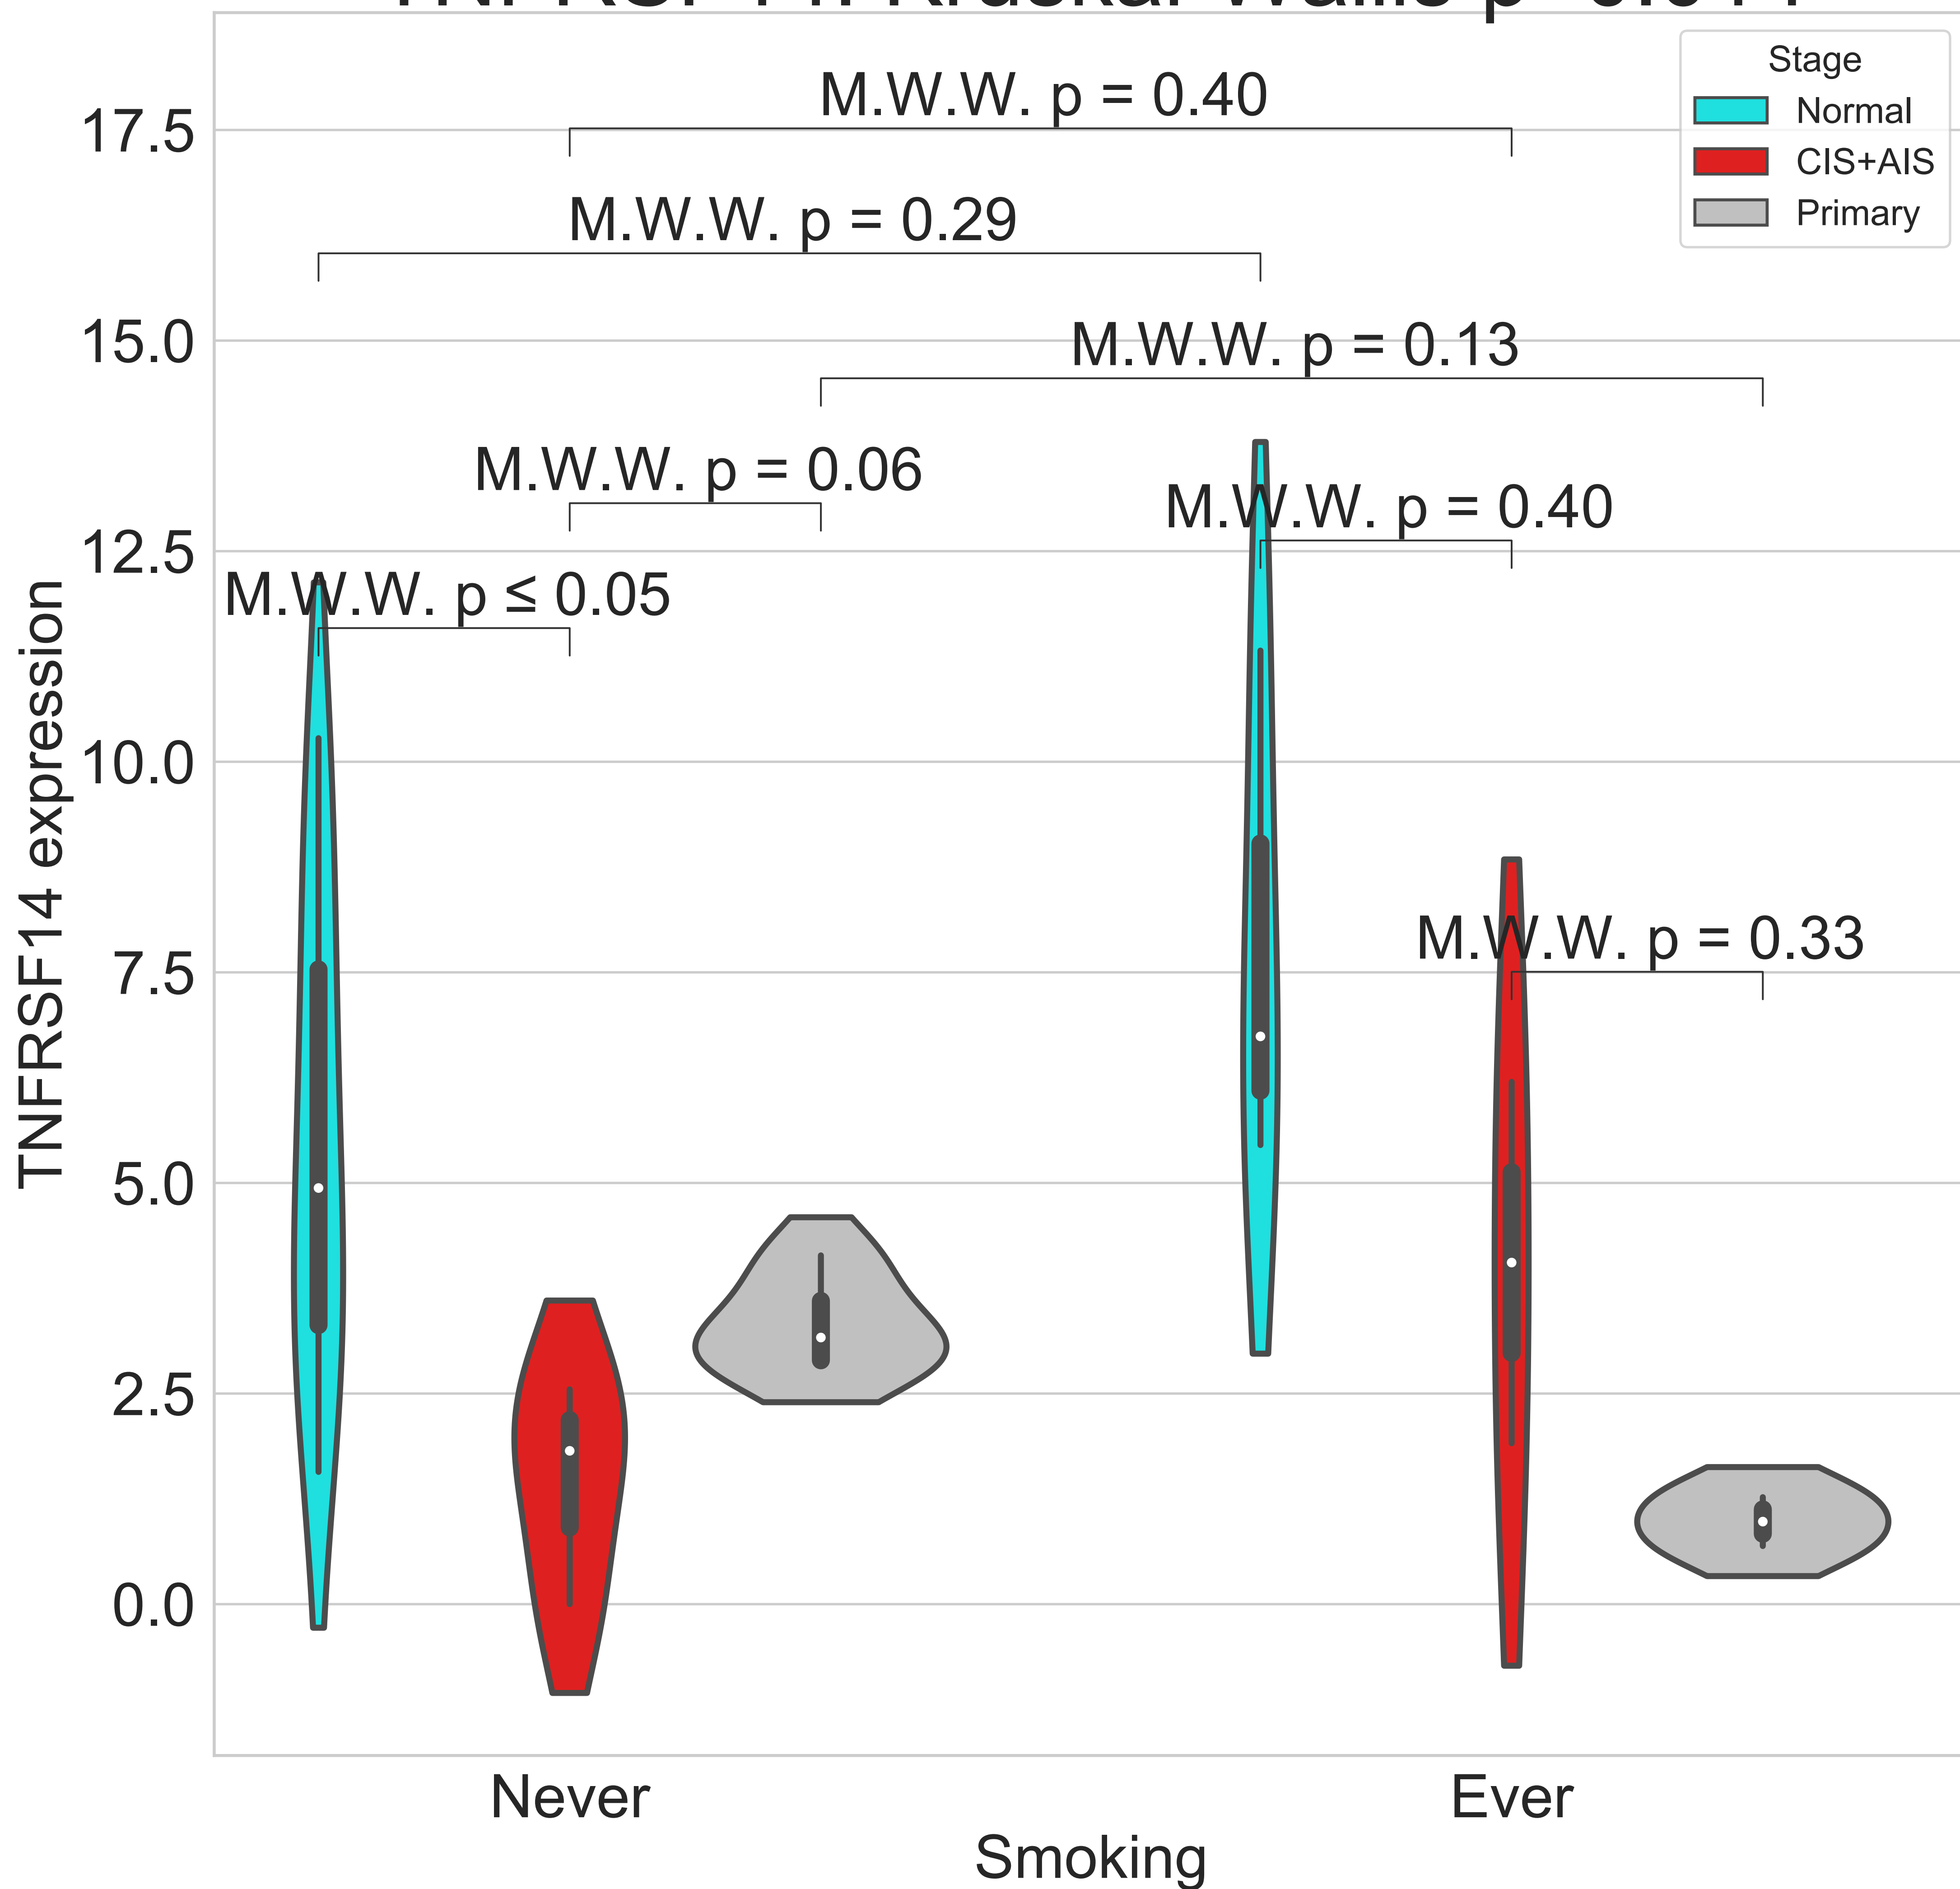 Stage
Normal
CIS+AIS
Primary
M.W.W. p = 0.40
17.5
M.W.W. p = 0.29
M.W.W. p = 0.13
15.0
M.W.W. p = 0.06
M.W.W. p = 0.40
12.5
M.W.W. p ≤ 0.05
10.0
M.W.W. p = 0.33
7.5
5.0
2.5
0.0
TNFRSF14 expression
Never
Ever
Smoking